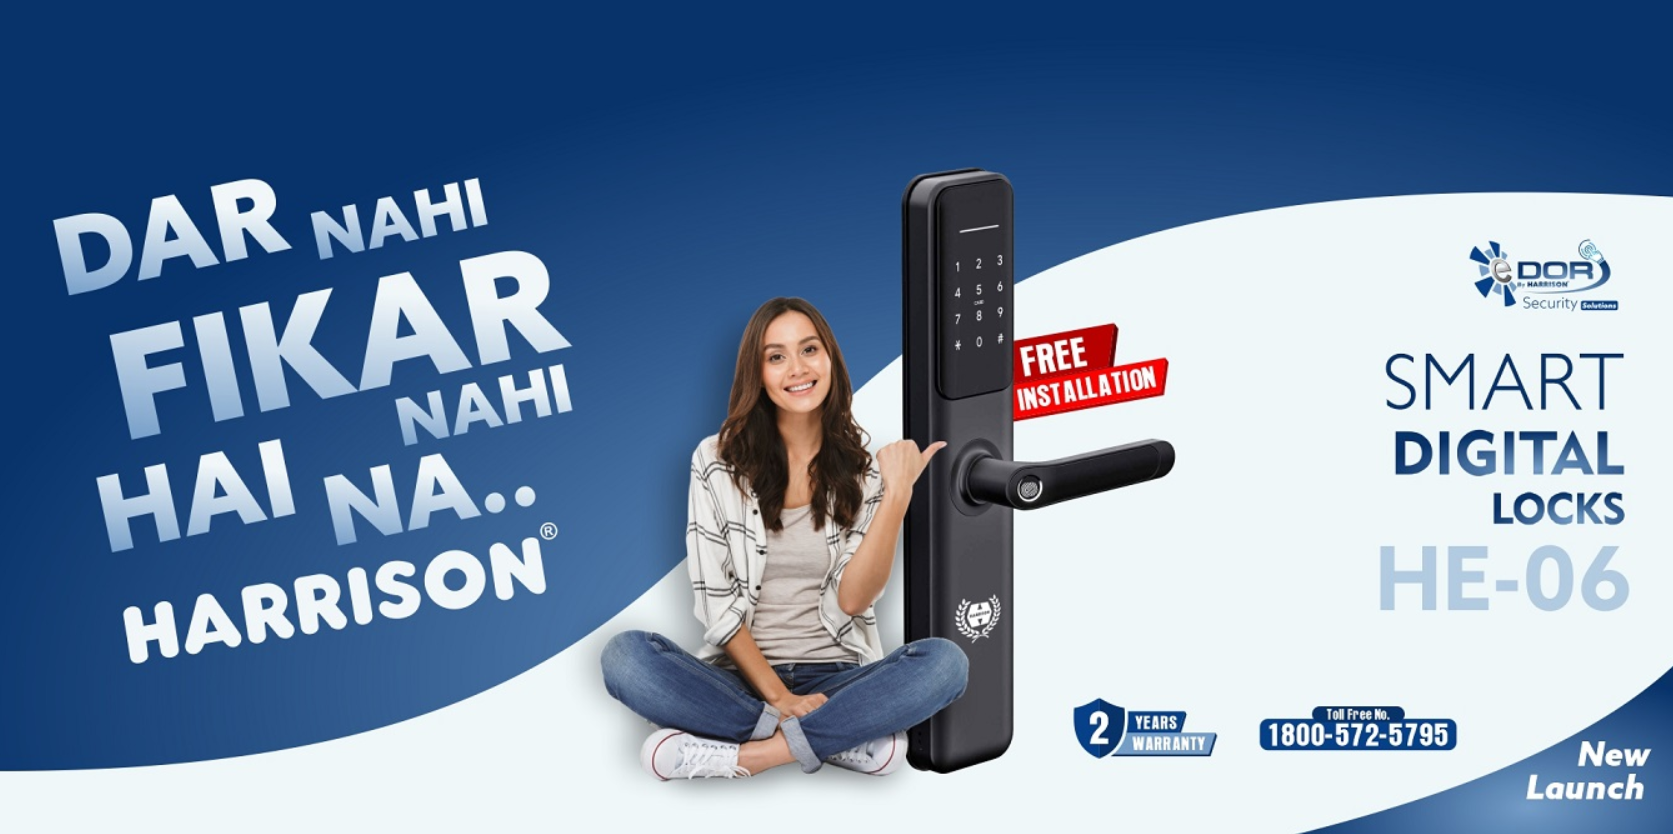 DAR NAHI
FIKAR
NAHI
HAI NA..
HARRISON®
1 2 3
4 5 6
CARD
7 8 9
* 0 #
FREE
INSTALLATION
HARRISON
eDOR
By HARRISON
Security Solutions
SMART
DIGITAL
LOCKS
HE-06
2 YEARS
WARRANTY
Toll Free No.
1800-572-5795
New
Launch